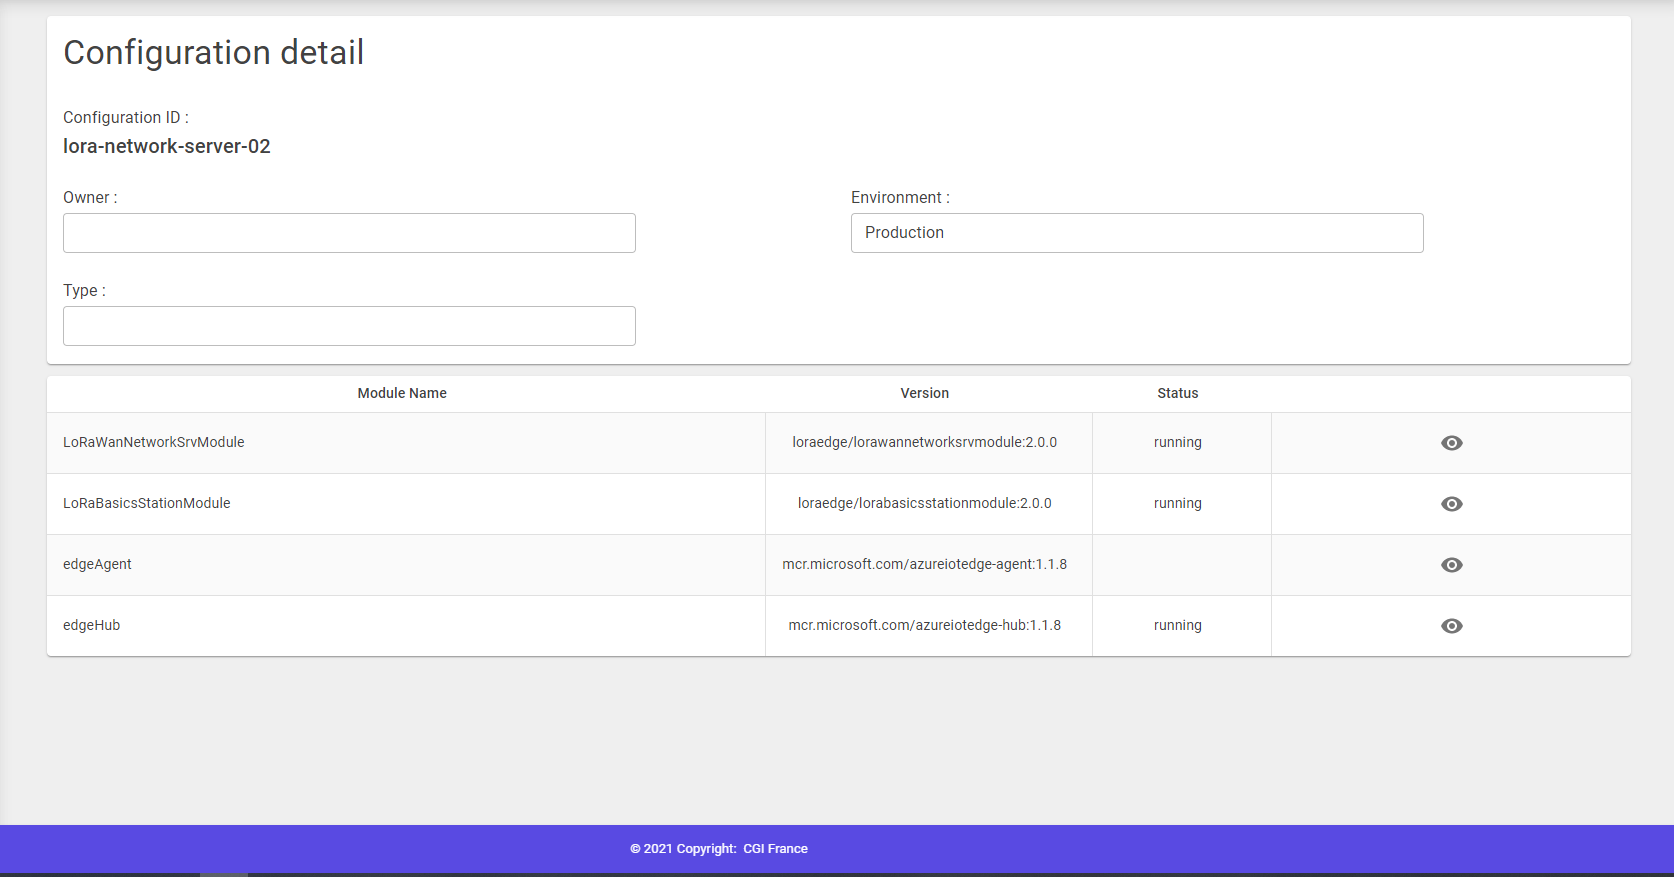 Configuration detail
Configuration ID :
lora-network-server-02
Owner :
Environment :
Production
Type :
Module Name Version Status
LoRaWanNetworkSrvModule loraedge/lorawannetworksrvmodule:2.0.0 running
LoRaBasicsStationModule loraedge/lorabasicsstationmodule:2.0.0 running
edgeAgent mcr.microsoft.com/azureiotedge-agent:1.1.8
edgeHub mcr.microsoft.com/azureiotedge-hub:1.1.8 running
© 2021 Copyright: CGI France